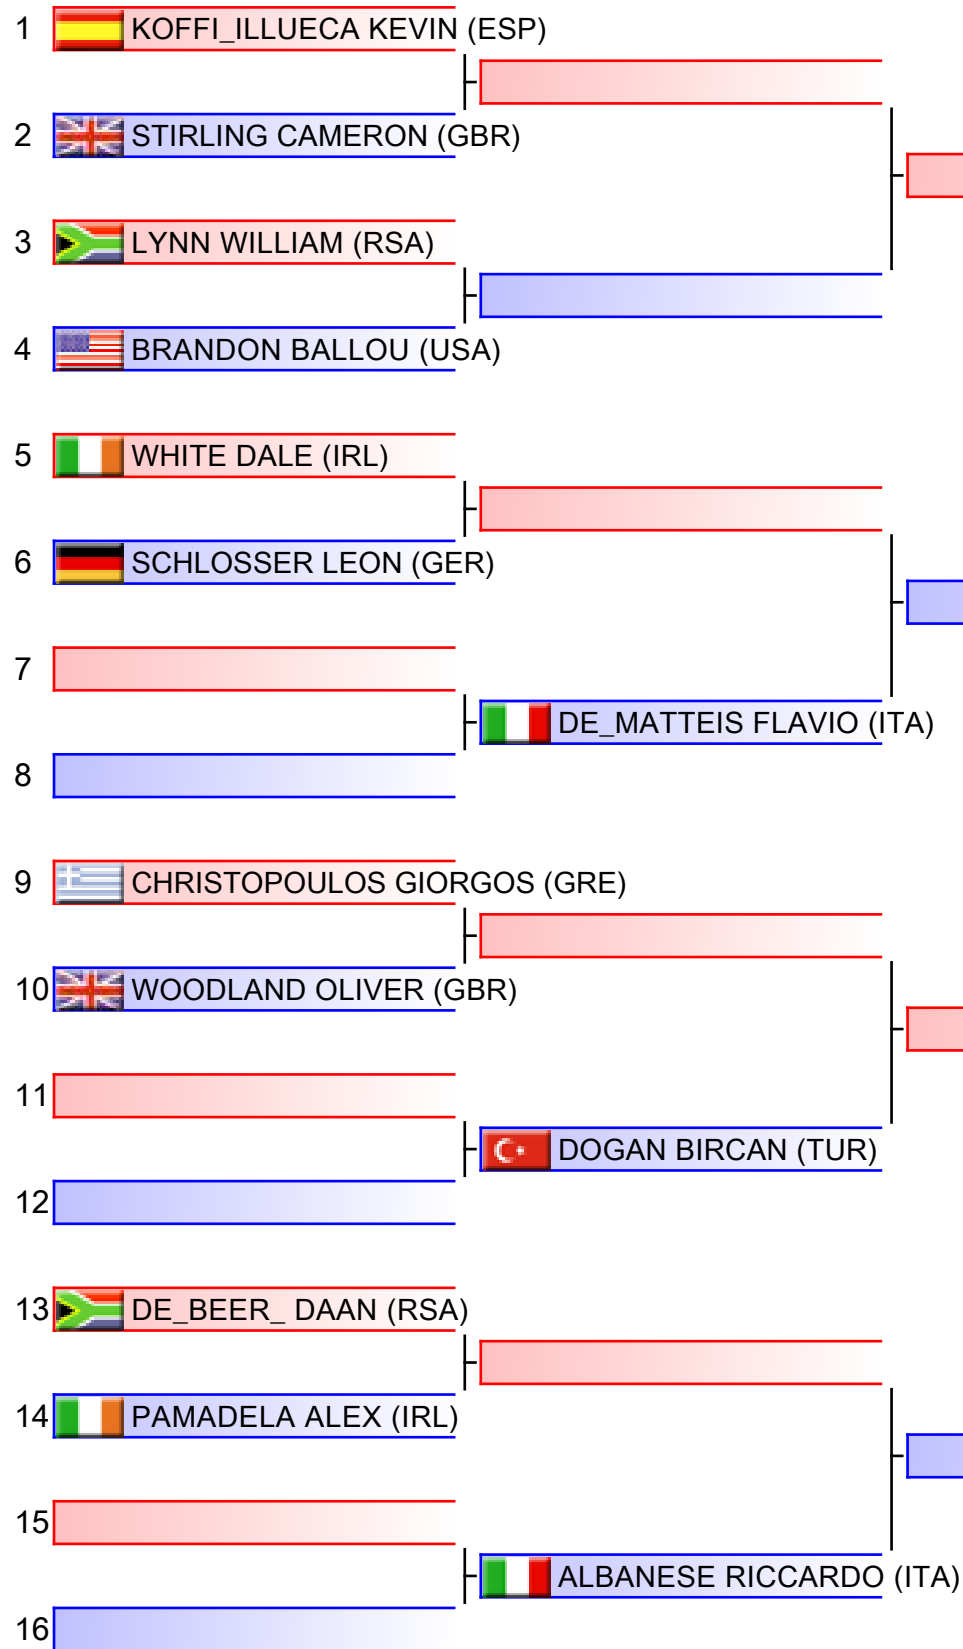 1 KOFFI_ILLUECA KEVIN (ESP)
2 STIRLING CAMERON (GBR)
3 LYNN WILLIAM (RSA)
4 BRANDON BALLOU (USA)
5 WHITE DALE (IRL)
6 SCHLOSSER LEON (GER)
7
DE_MATTEIS FLAVIO (ITA)
8
9 CHRISTOPOULOS GIORGOS (GRE)
10 WOODLAND OLIVER (GBR)
11
DOGAN BIRCAN (TUR)
12
13 DE_BEER_ DAAN (RSA)
14 PAMADELA ALEX (IRL)
15
ALBANESE RICCARDO (ITA)
16